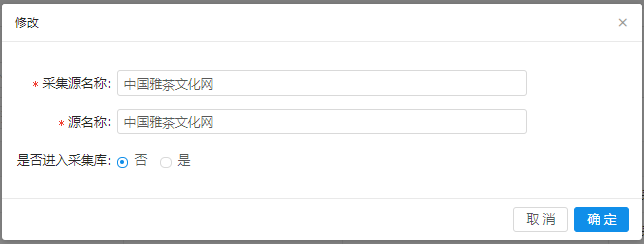 修改
* 采集源名称: 中国雅茶文化网
* 源名称: 中国雅茶文化网
是否进入采集库: 否 是
取 消 确 定